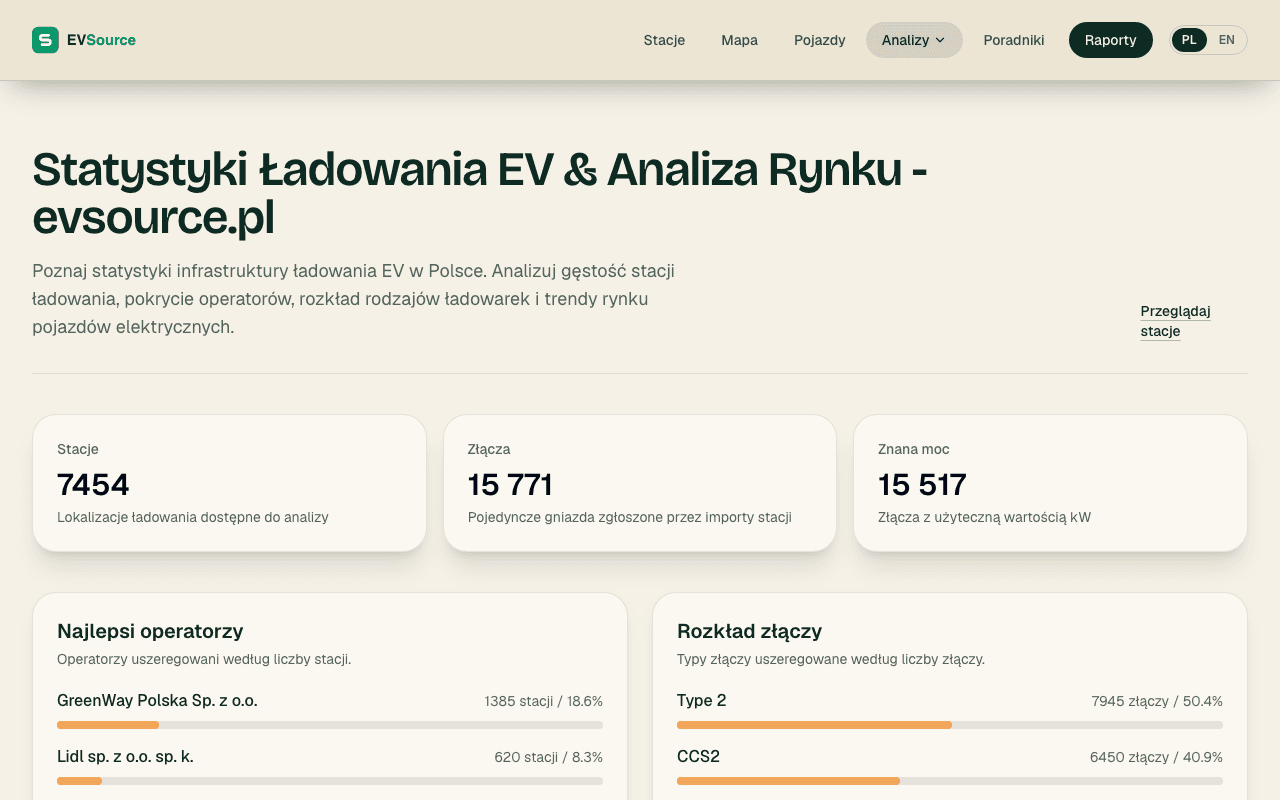 EVSource
Stacje
Mapa
Pojazdy
Analizy
Poradniki
Raporty
PL
EN
Statystyki Ładowania EV & Analiza Rynku -
evsource.pl
Poznaj statystyki infrastruktury ładowania EV w Polsce. Analizuj gęstość stacji
ładowania, pokrycie operatorów, rozkład rodzajów ładowarek i trendy rynku
pojazdów elektrycznych.
Przeglądaj
stacje
Stacje
7454
Lokalizacje ładowania dostępne do analizy
Złącza
15 771
Pojedyncze gniazda zgłoszone przez importy stacji
Znana moc
15 517
Złącza z użyteczną wartością kW
Najlepsi operatorzy
Operatorzy uszeregowani według liczby stacji.
GreenWay Polska Sp. z o.o.
1385 stacji / 18.6%
Lidl sp. z o.o. sp. k.
620 stacji / 8.3%
Rozkład złączy
Typy złączy uszeregowane według liczby złączy.
Type 2
7945 złączy / 50.4%
CCS2
6450 złączy / 40.9%